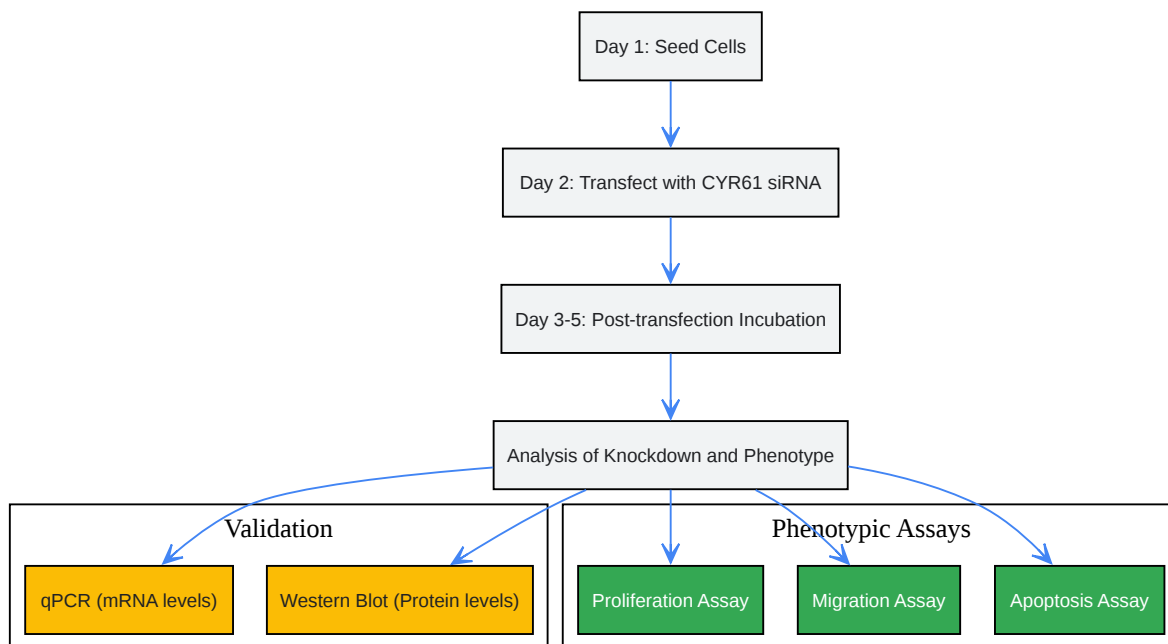 Day 1: Seed Cells
Day 2: Transfect with CYR61 siRNA
Day 3-5: Post-transfection Incubation
Analysis of Knockdown and Phenotype
Validation
Phenotypic Assays
qPCR (mRNA levels)
Western Blot (Protein levels)
Proliferation Assay
Migration Assay
Apoptosis Assay